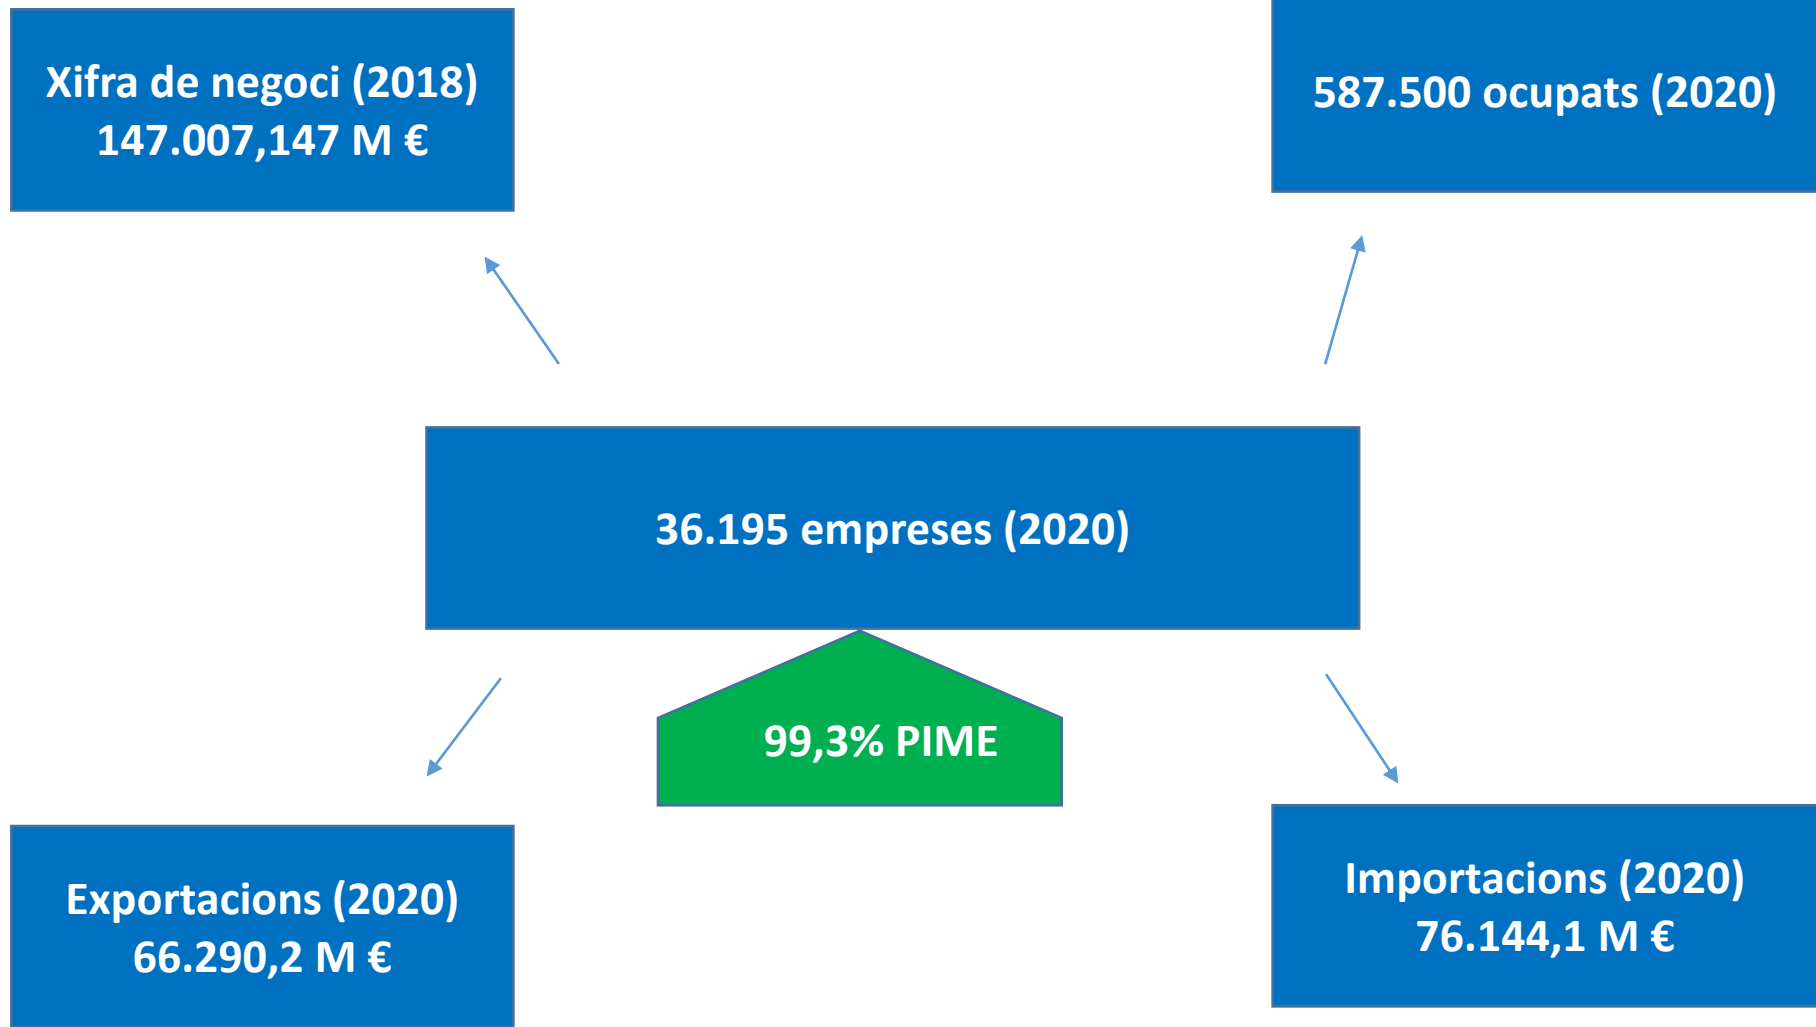 Xifra de negoci (2018)
147.007,147 M €
587.500 ocupats (2020)
36.195 empreses (2020)
99,3% PIME
Exportacions (2020)
66.290,2 M €
Importacions (2020)
76.144,1 M €